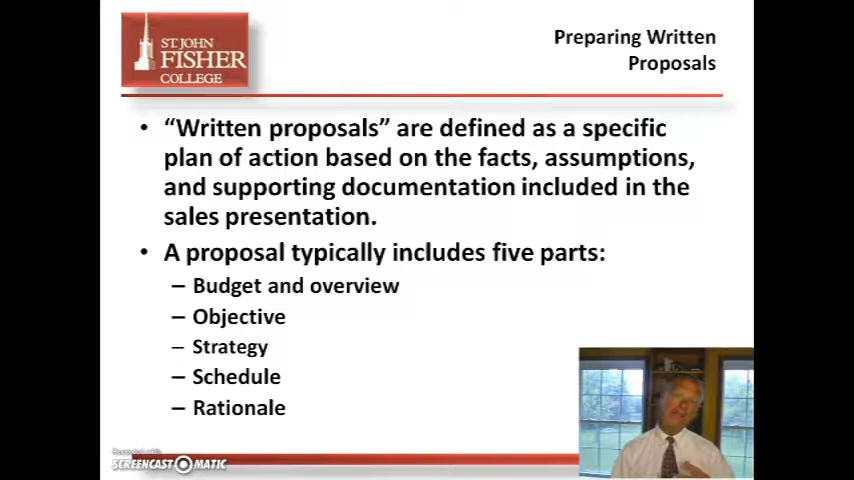 ST. JOHN
FISHER
COLLEGE
Preparing Written
Proposals
• “Written proposals” are defined as a specific
plan of action based on the facts, assumptions,
and supporting documentation included in the
sales presentation.
• A proposal typically includes five parts:
– Budget and overview
– Objective
– Strategy
– Schedule
– Rationale
Recorded with
SCREENCAST-O-MATIC